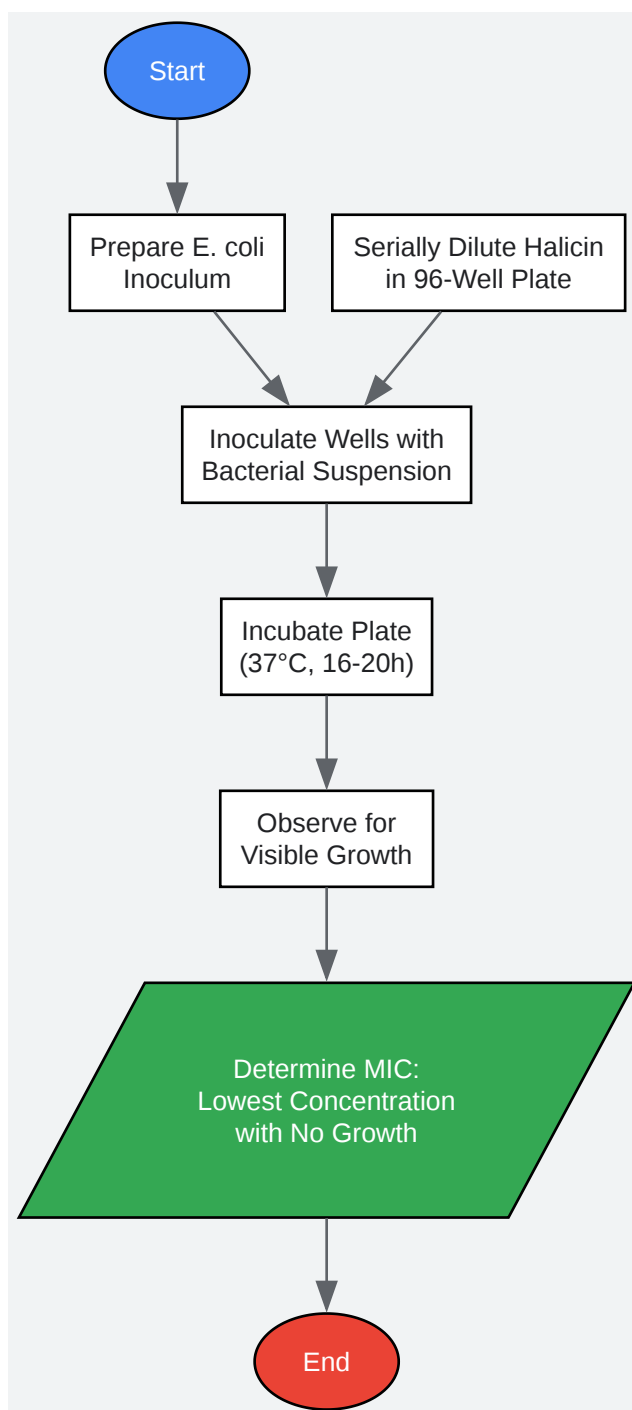 Start
Prepare E. coli
Inoculum
Serially Dilute Halicin
in 96-Well Plate
Inoculate Wells with
Bacterial Suspension
Incubate Plate
(37°C, 16-20h)
Observe for
Visible Growth
Determine MIC:
Lowest Concentration
with No Growth
End